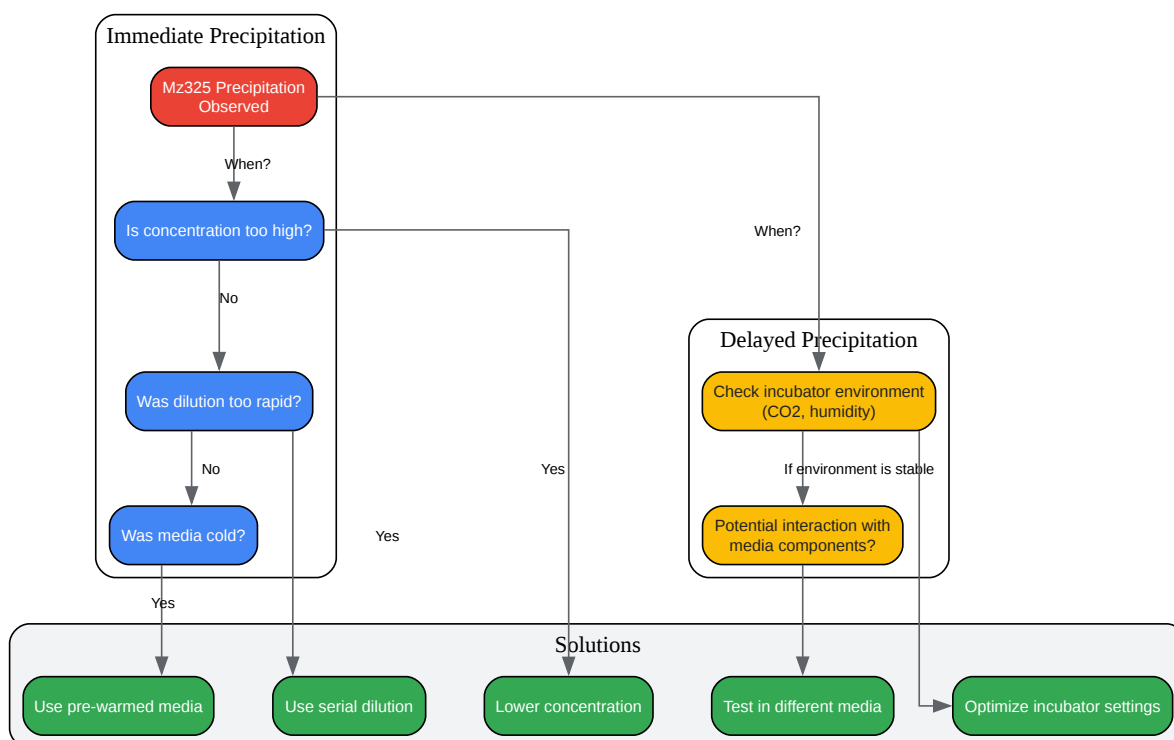 Immediate Precipitation
Mz325 Precipitation
Observed
When?
Is concentration too high?
When?
No
Delayed Precipitation
Was dilution too rapid?
Check incubator environment
(CO2, humidity)
No
Yes
If environment is stable
Was media cold?
Yes
Potential interaction with
media components?
Yes
Solutions
Use pre-warmed media
Use serial dilution
Lower concentration
Test in different media
Optimize incubator settings